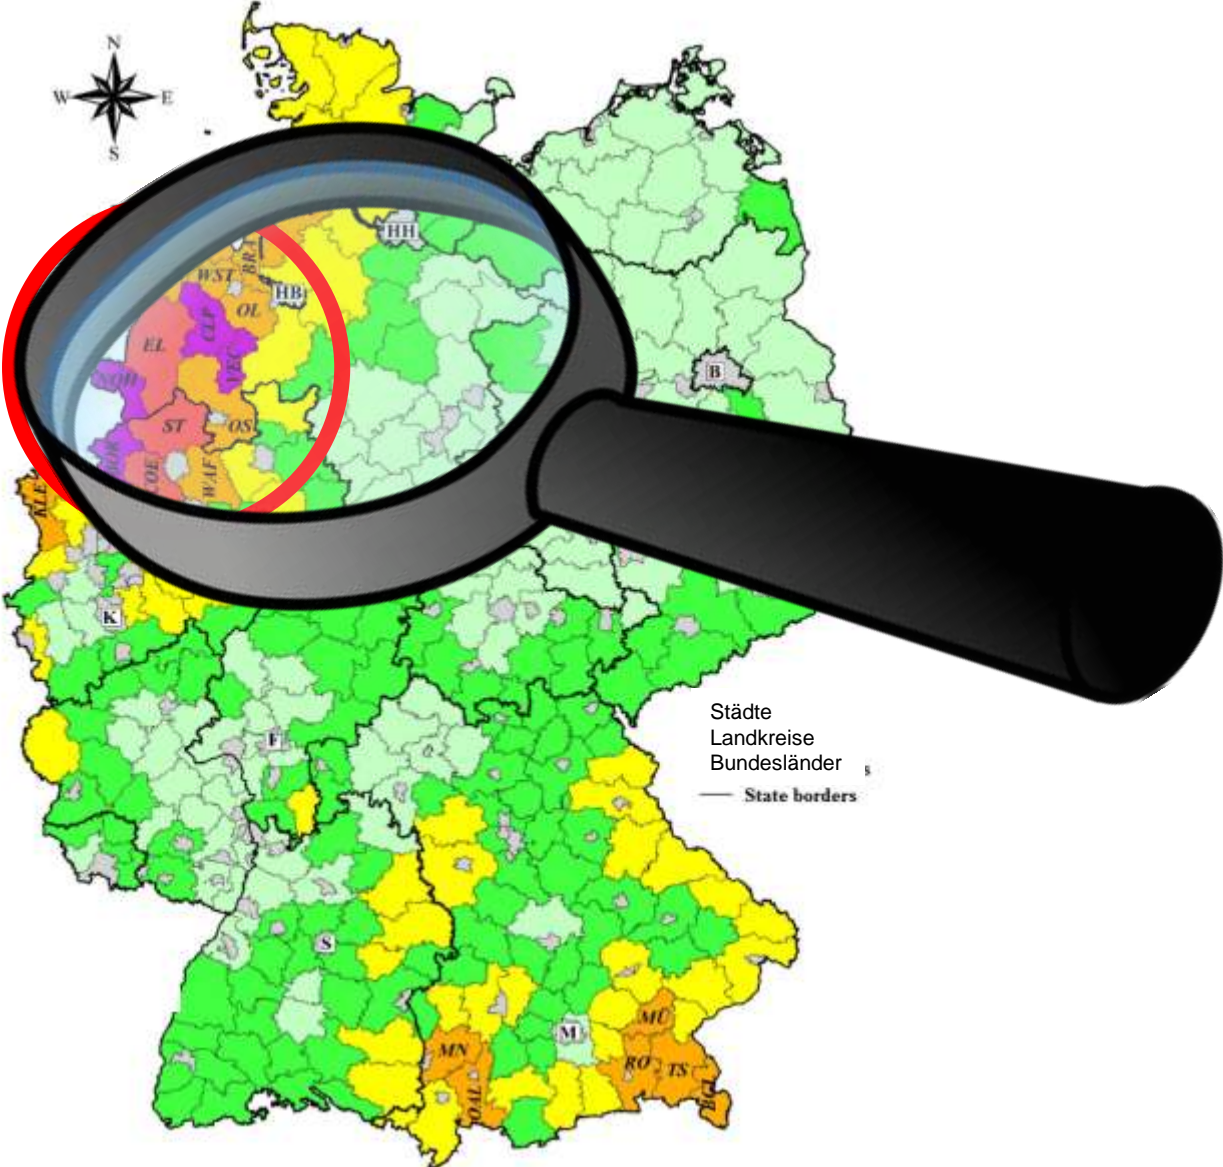 N
W E
S
HH
WST
BRA
HB
OL
CLP
EL
VEC
NOH
ST
OS
BOR
COE
WAF
B
KLE
K
Städte
Landkreise
Bundesländer
s
State borders
F
S
MÜ
M
MN
RO
TS
OAL
BGL